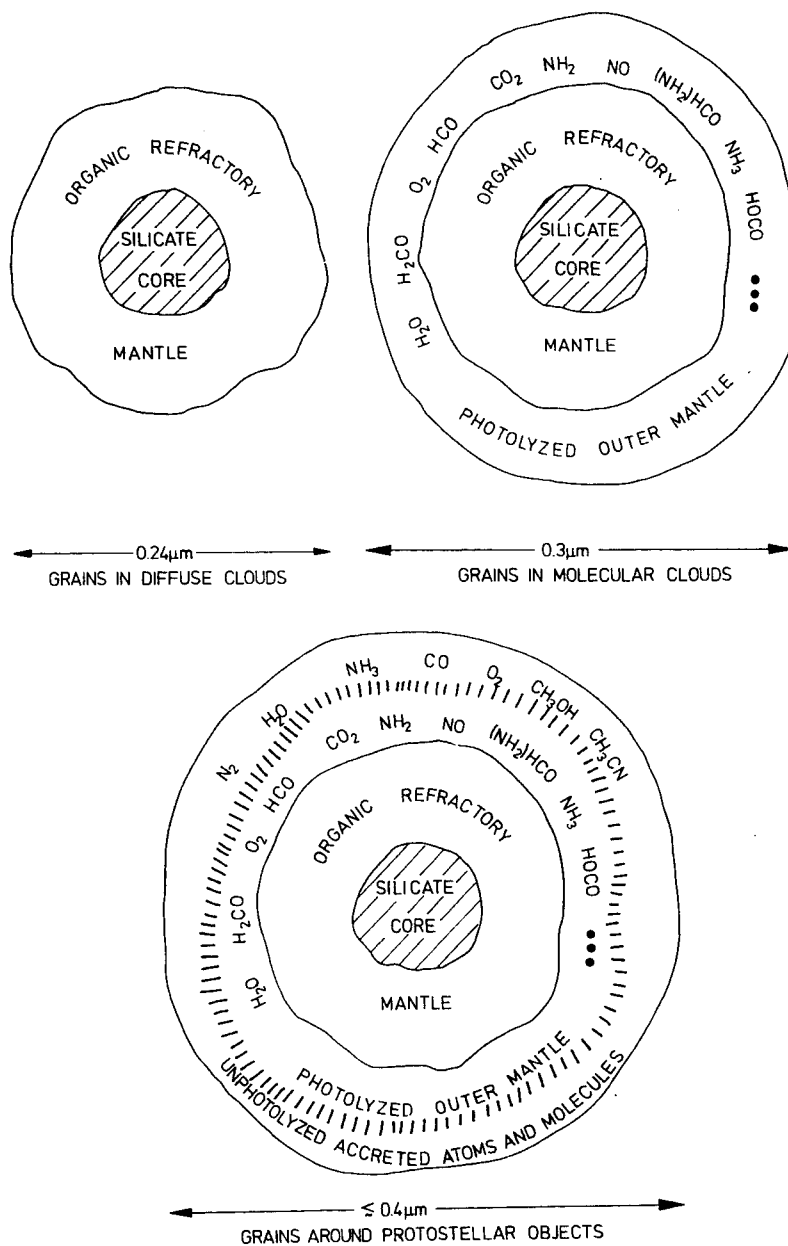 ORGANIC REFRACTORY
SILICATE
CORE
MANTLE
0.24μm
GRAINS IN DIFFUSE CLOUDS
H₂O H₂CO O₂ HCO CO₂ NH₂ NO (NH₂)HCO NH₃ HOCO
ORGANIC REFRACTORY
SILICATE
CORE
MANTLE
PHOTOLYZED OUTER MANTLE
0.3μm
GRAINS IN MOLECULAR CLOUDS
N₂ H₂O NH₃ CO O₂ CH₃OH CH₃CN
H₂O H₂CO O₂ HCO CO₂ NH₂ NO (NH₂)HCO NH₃ HOCO
ORGANIC REFRACTORY
SILICATE
CORE
MANTLE
PHOTOLYZED OUTER MANTLE
UNPHOTOLYZED ACCRETED ATOMS AND MOLECULES
≲ 0.4μm
GRAINS AROUND PROTOSTELLAR OBJECTS